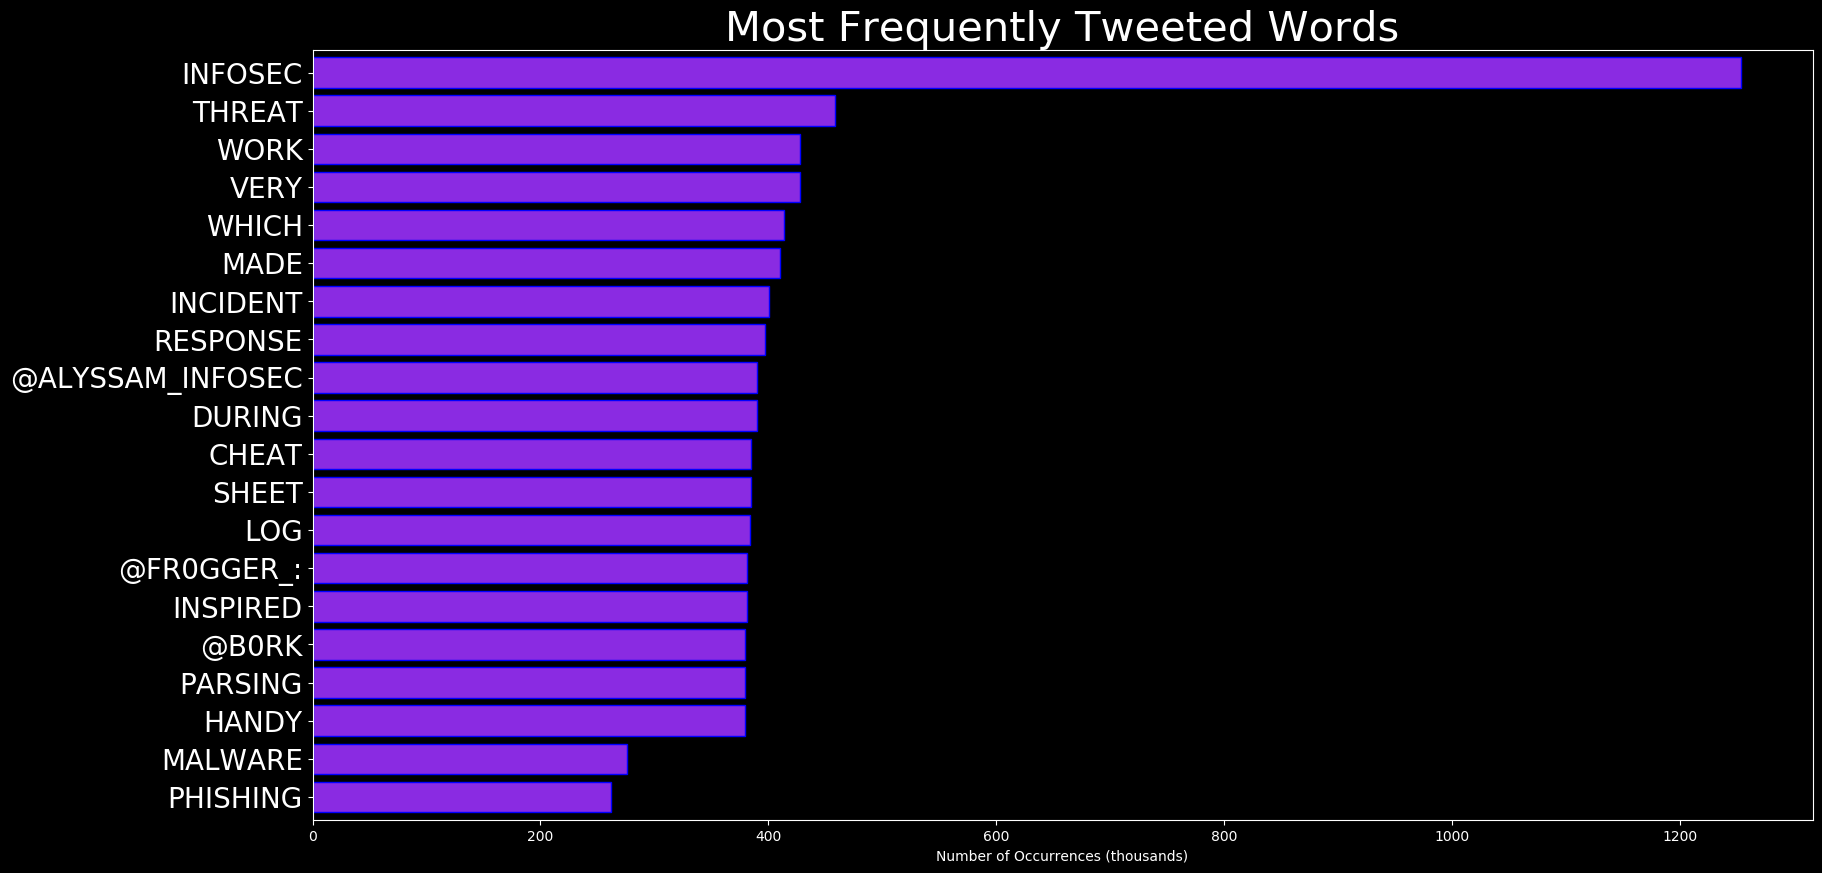 Most Frequently Tweeted Words
INFOSEC
THREAT
WORK
VERY
WHICH
MADE
INCIDENT
RESPONSE
@ALYSSAM_INFOSEC
DURING
CHEAT
SHEET
LOG
@FR0GGER_:
INSPIRED
@B0RK
PARSING
HANDY
MALWARE
PHISHING
0 200 400 600 800 1000 1200
Number of Occurrences (thousands)